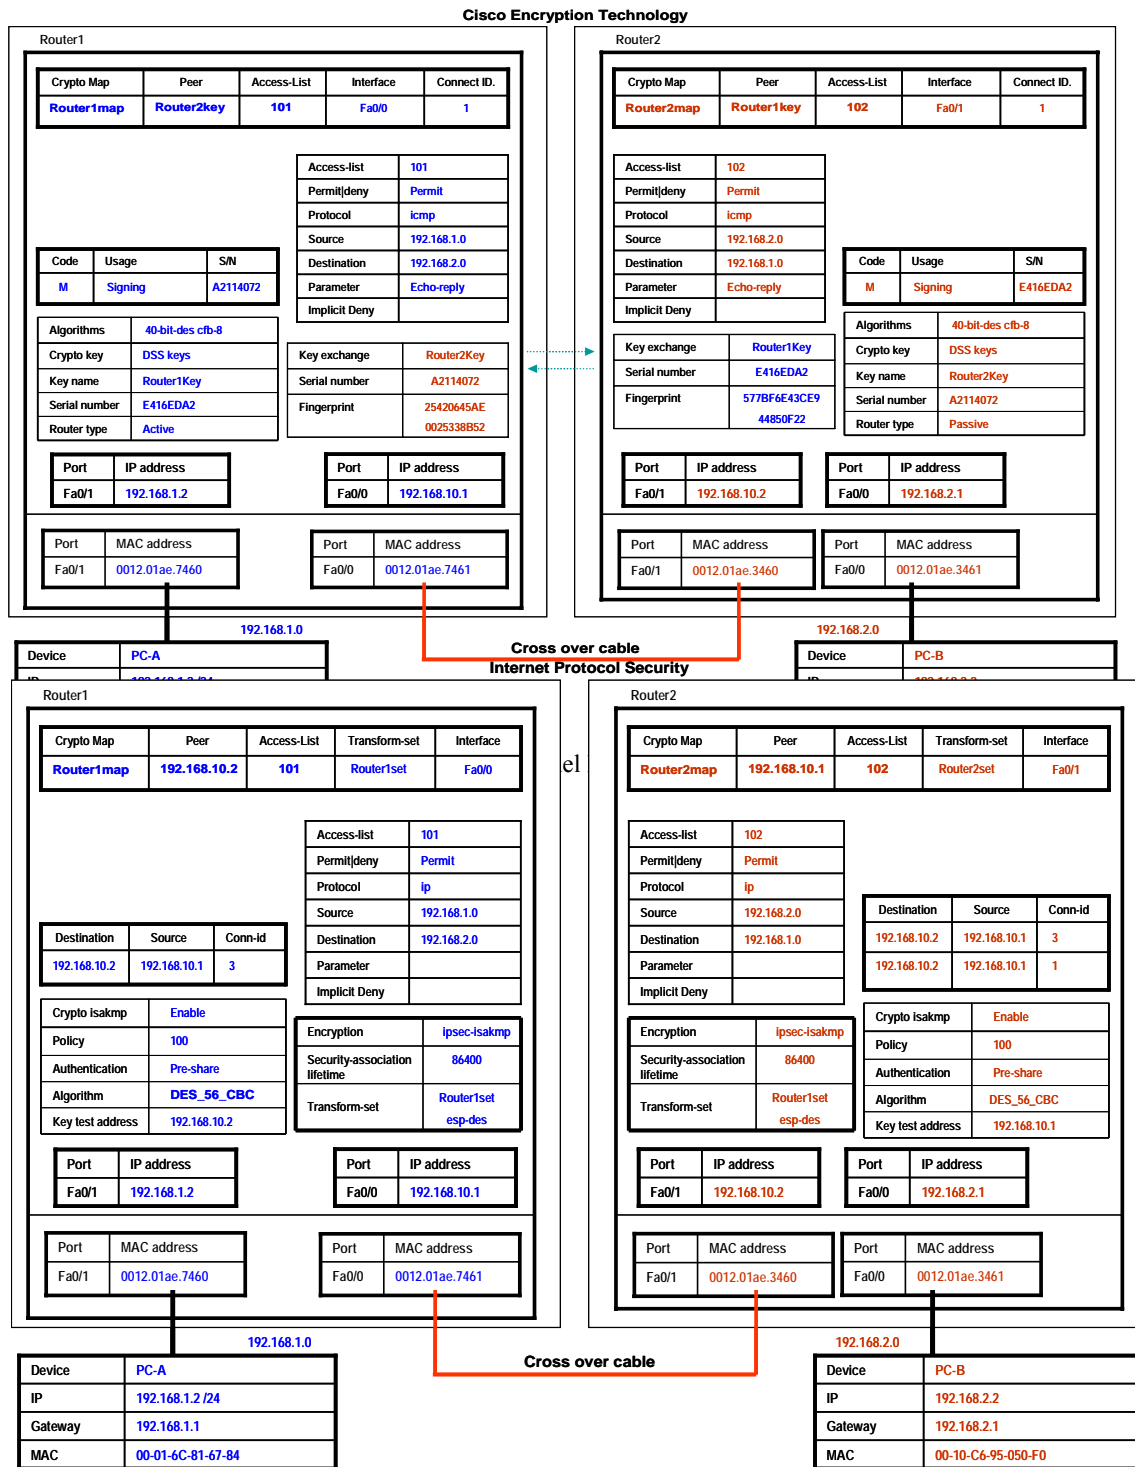 Cisco Encryption Technology
Router1
Crypto Map Peer Access-List Interface Connect ID.
Router1map Router2key 101 Fa0/0 1
Access-list 101
Permit|deny Permit
Protocol icmp
Source 192.168.1.0
Destination 192.168.2.0
Parameter Echo-reply
Implicit Deny
Code Usage S/N
M Signing A2114072
Algorithms 40-bit-des cfb-8
Crypto key DSS keys
Key name Router1Key
Serial number E416EDA2
Router type Active
Key exchange Router2Key
Serial number A2114072
Fingerprint 25420645AE
0025338B52
Port IP address
Fa0/1 192.168.1.2
Port IP address
Fa0/0 192.168.10.1
Port MAC address
Fa0/1 0012.01ae.7460
Port MAC address
Fa0/0 0012.01ae.7461
Router2
Crypto Map Peer Access-List Interface Connect ID.
Router2map Router1key 102 Fa0/1 1
Access-list 102
Permit|deny Permit
Protocol icmp
Source 192.168.2.0
Destination 192.168.1.0
Parameter Echo-reply
Implicit Deny
Code Usage S/N
M Signing E416EDA2
Key exchange Router1Key
Serial number E416EDA2
Fingerprint 577BF6E43CE9
44850F22
Algorithms 40-bit-des cfb-8
Crypto key DSS keys
Key name Router2Key
Serial number A2114072
Router type Passive
Port IP address
Fa0/1 192.168.10.2
Port IP address
Fa0/0 192.168.2.1
Port MAC address
Fa0/1 0012.01ae.3460
Port MAC address
Fa0/0 0012.01ae.3461
192.168.1.0
192.168.2.0
Cross over cable
Device PC-A
Device PC-B
Internet Protocol Security
Router1
Crypto Map Peer Access-List Transform-set Interface
Router1map 192.168.10.2 101 Router1set Fa0/0
el
Access-list 101
Permit|deny Permit
Protocol ip
Source 192.168.1.0
Destination 192.168.2.0
Parameter
Implicit Deny
Destination Source Conn-id
192.168.10.2 192.168.10.1 3
Crypto isakmp Enable
Policy 100
Authentication Pre-share
Algorithm DES_56_CBC
Key test address 192.168.10.2
Encryption ipsec-isakmp
Security-association lifetime 86400
Transform-set Router1set
esp-des
Port IP address
Fa0/1 192.168.1.2
Port IP address
Fa0/0 192.168.10.1
Port MAC address
Fa0/1 0012.01ae.7460
Port MAC address
Fa0/0 0012.01ae.7461
Router2
Crypto Map Peer Access-List Transform-set Interface
Router2map 192.168.10.1 102 Router2set Fa0/1
Access-list 102
Permit|deny Permit
Protocol ip
Source 192.168.2.0
Destination 192.168.1.0
Parameter
Implicit Deny
Destination Source Conn-id
192.168.10.2 192.168.10.1 3
192.168.10.2 192.168.10.1 1
Encryption ipsec-isakmp
Security-association lifetime 86400
Transform-set Router1set
esp-des
Crypto isakmp Enable
Policy 100
Authentication Pre-share
Algorithm DES_56_CBC
Key test address 192.168.10.1
Port IP address
Fa0/1 192.168.10.2
Port IP address
Fa0/0 192.168.2.1
Port MAC address
Fa0/1 0012.01ae.3460
Port MAC address
Fa0/0 0012.01ae.3461
192.168.1.0
192.168.2.0
Cross over cable
Device PC-A
IP 192.168.1.2 /24
Gateway 192.168.1.1
MAC 00-01-6C-81-67-84
Device PC-B
IP 192.168.2.2
Gateway 192.168.2.1
MAC 00-10-C6-95-050-F0